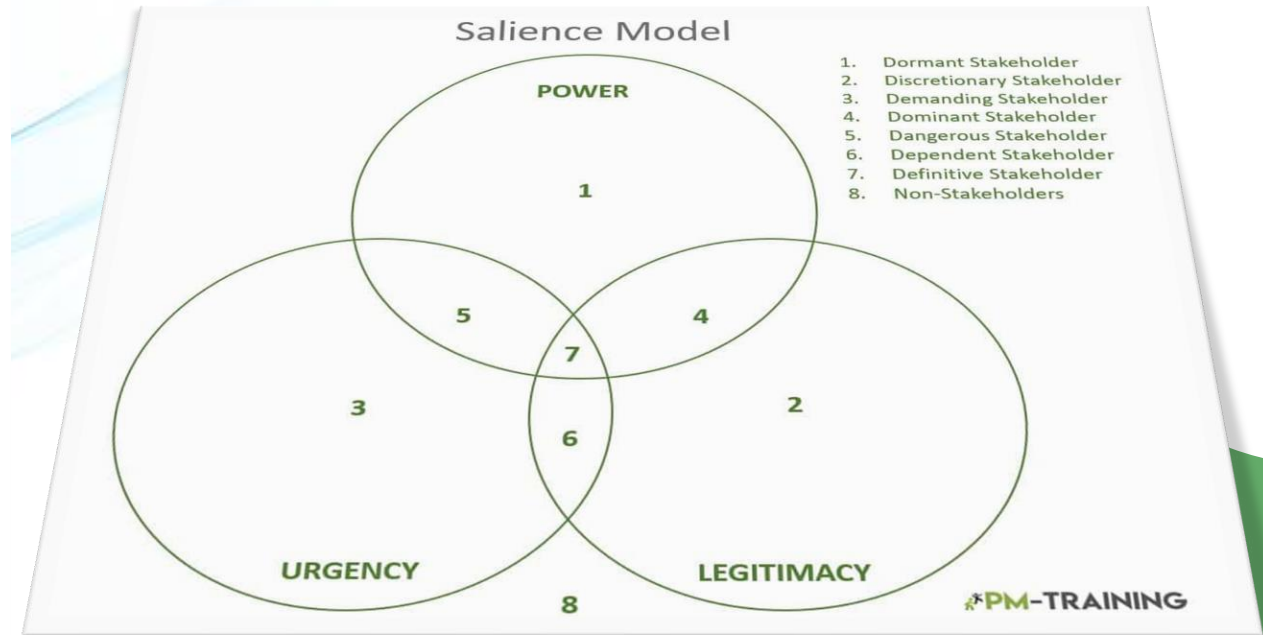 Salience Model
POWER
1. Dormant Stakeholder
2. Discretionary Stakeholder
3. Demanding Stakeholder
4. Dominant Stakeholder
5. Dangerous Stakeholder
6. Dependent Stakeholder
7. Definitive Stakeholder
8. Non-Stakeholders
1
5
4
7
3
2
6
URGENCY
LEGITIMACY
8
PM-TRAINING